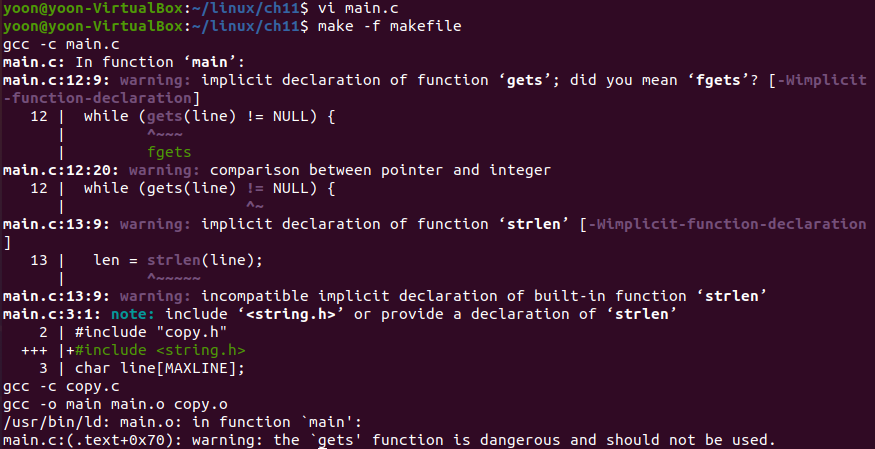 yoon@yoon-VirtualBox:~/linux/ch11$ vi main.c
yoon@yoon-VirtualBox:~/linux/ch11$ make -f makefile
gcc -c main.c
main.c: In function ‘main’:
main.c:12:9: warning: implicit declaration of function ‘gets’; did you mean ‘fgets’? [-Wimplicit
-function-declaration]
   12 |  while (gets(line) != NULL) {
      |         ^~~~
      |         fgets
main.c:12:20: warning: comparison between pointer and integer
   12 |  while (gets(line) != NULL) {
      |                    ^~
main.c:13:9: warning: implicit declaration of function ‘strlen’ [-Wimplicit-function-declaration
]
   13 |   len = strlen(line);
      |         ^~~~~~
main.c:13:9: warning: incompatible implicit declaration of built-in function ‘strlen’
main.c:3:1: note: include ‘<string.h>’ or provide a declaration of ‘strlen’
    2 | #include "copy.h"
  +++ |+#include <string.h>
    3 | char line[MAXLINE];
gcc -c copy.c
gcc -o main main.o copy.o
/usr/bin/ld: main.o: in function `main':
main.c:(.text+0x70): warning: the `gets' function is dangerous and should not be used.